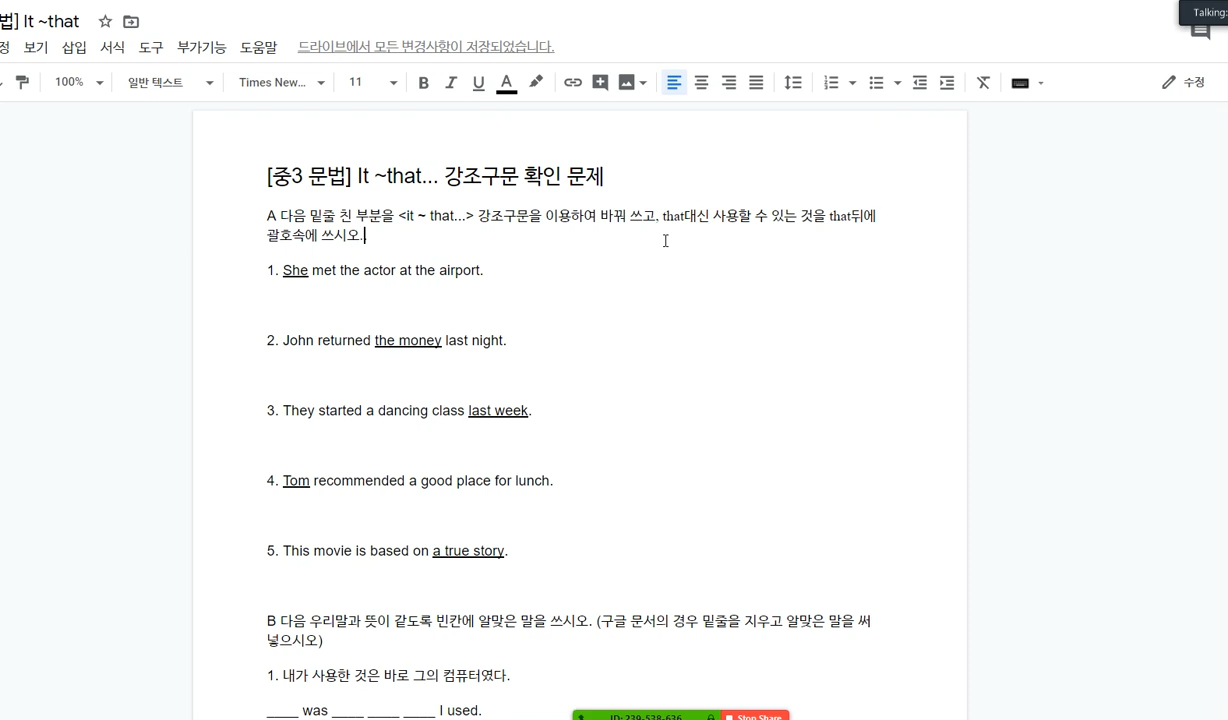 법] It ~that
Talking:
정 보기 삽입 서식 도구 부가기능 도움말 드라이브에서 모든 변경사항이 저장되었습니다.
100% 일반 텍스트 Times New... 11 B I U A 수정
[중3 문법] It ~that... 강조구문 확인 문제
A 다음 밑줄 친 부분을 <it ~ that...> 강조구문을 이용하여 바꿔 쓰고, that대신 사용할 수 있는 것을 that뒤에
괄호속에 쓰시오.
1. She met the actor at the airport.
2. John returned the money last night.
3. They started a dancing class last week.
4. Tom recommended a good place for lunch.
5. This movie is based on a true story.
B 다음 우리말과 뜻이 같도록 빈칸에 알맞은 말을 쓰시오. (구글 문서의 경우 밑줄을 지우고 알맞은 말을 써
넣으시오)
1. 내가 사용한 것은 바로 그의 컴퓨터였다.
____ was ____ ____ ____ I used.
ID: 239-538-636 Stop Share